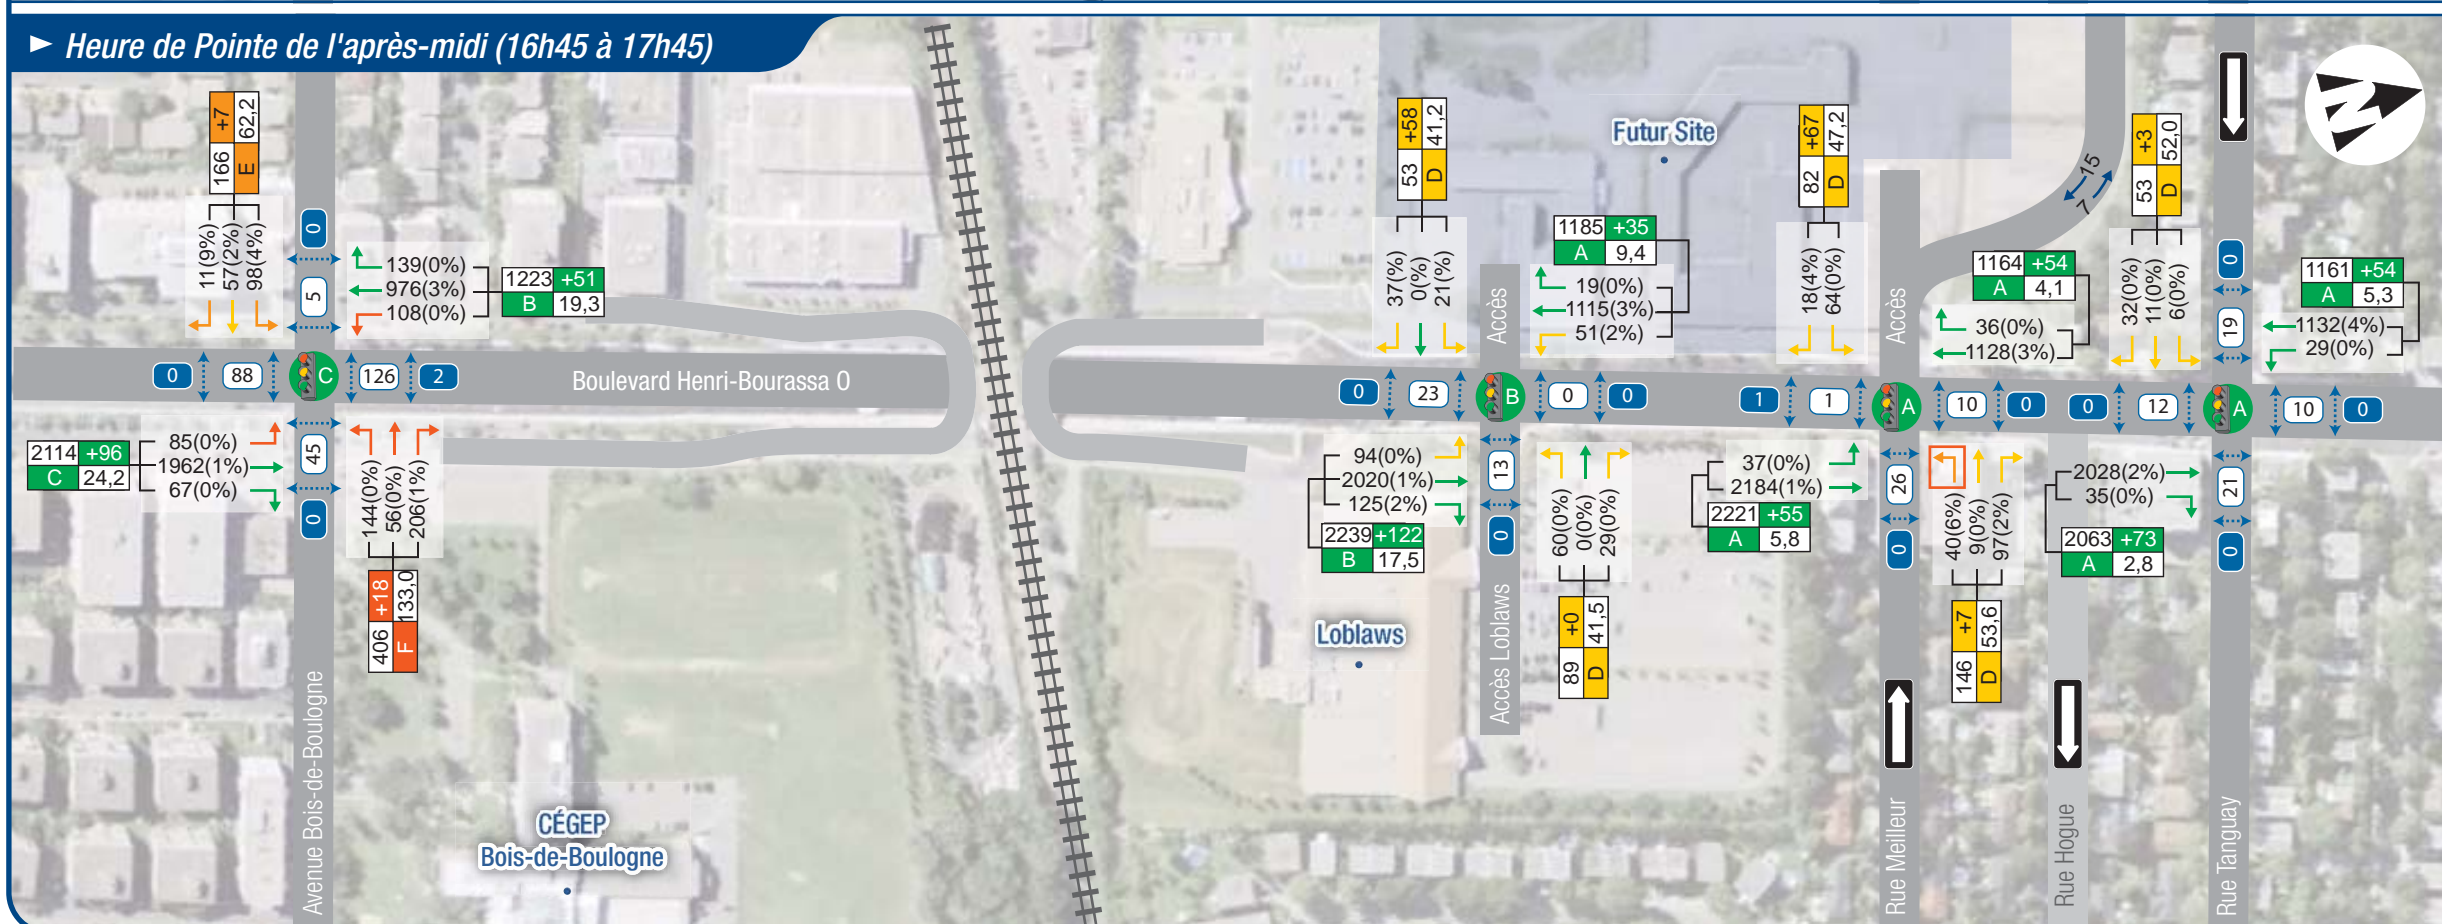 ► Heure de Pointe de l'après-midi (16h45 à 17h45)
166 +7
E 62,2
11(9%)
57(2%)
98(4%)
0
5
139(0%)
976(3%)
108(0%)
1223 +51
B 19,3
0
88
C
126
2
Boulevard Henri-Bourassa O
2114 +96
C 24,2
85(0%)
1962(1%)
67(0%)
45
0
144(0%)
56(0%)
206(1%)
406 +18
F 133,0
Avenue Bois-de-Boulogne
CÉGEP
Bois-de-Boulogne
53 +58
D 41,2
37(%)
0(%)
21(%)
Accès
1185 +35
A 9,4
19(0%)
1115(3%)
51(2%)
Futur Site
0
23
B
0
0
94(0%)
2020(1%)
125(2%)
2239 +122
B 17,5
13
0
60(0%)
0(0%)
29(0%)
89 +0
D 41,5
Accès Loblaws
Loblaws
82 +67
D 47,2
18(4%)
64(0%)
Accès
1164 +54
A 4,1
36(0%)
1128(3%)
15
7
1
1
A
10
0
37(0%)
2184(1%)
2221 +55
A 5,8
26
0
40(6%)
9(0%)
97(2%)
146 +7
D 53,6
Rue Meilleur
Rue Hogue
53 +3
D 52,0
32(0%)
11(0%)
6(0%)
0
19
1161 +54
A 5,3
1132(4%)
29(0%)
0
12
A
10
0
2028(2%)
35(0%)
2063 +73
A 2,8
21
0
Rue Tanguay
N